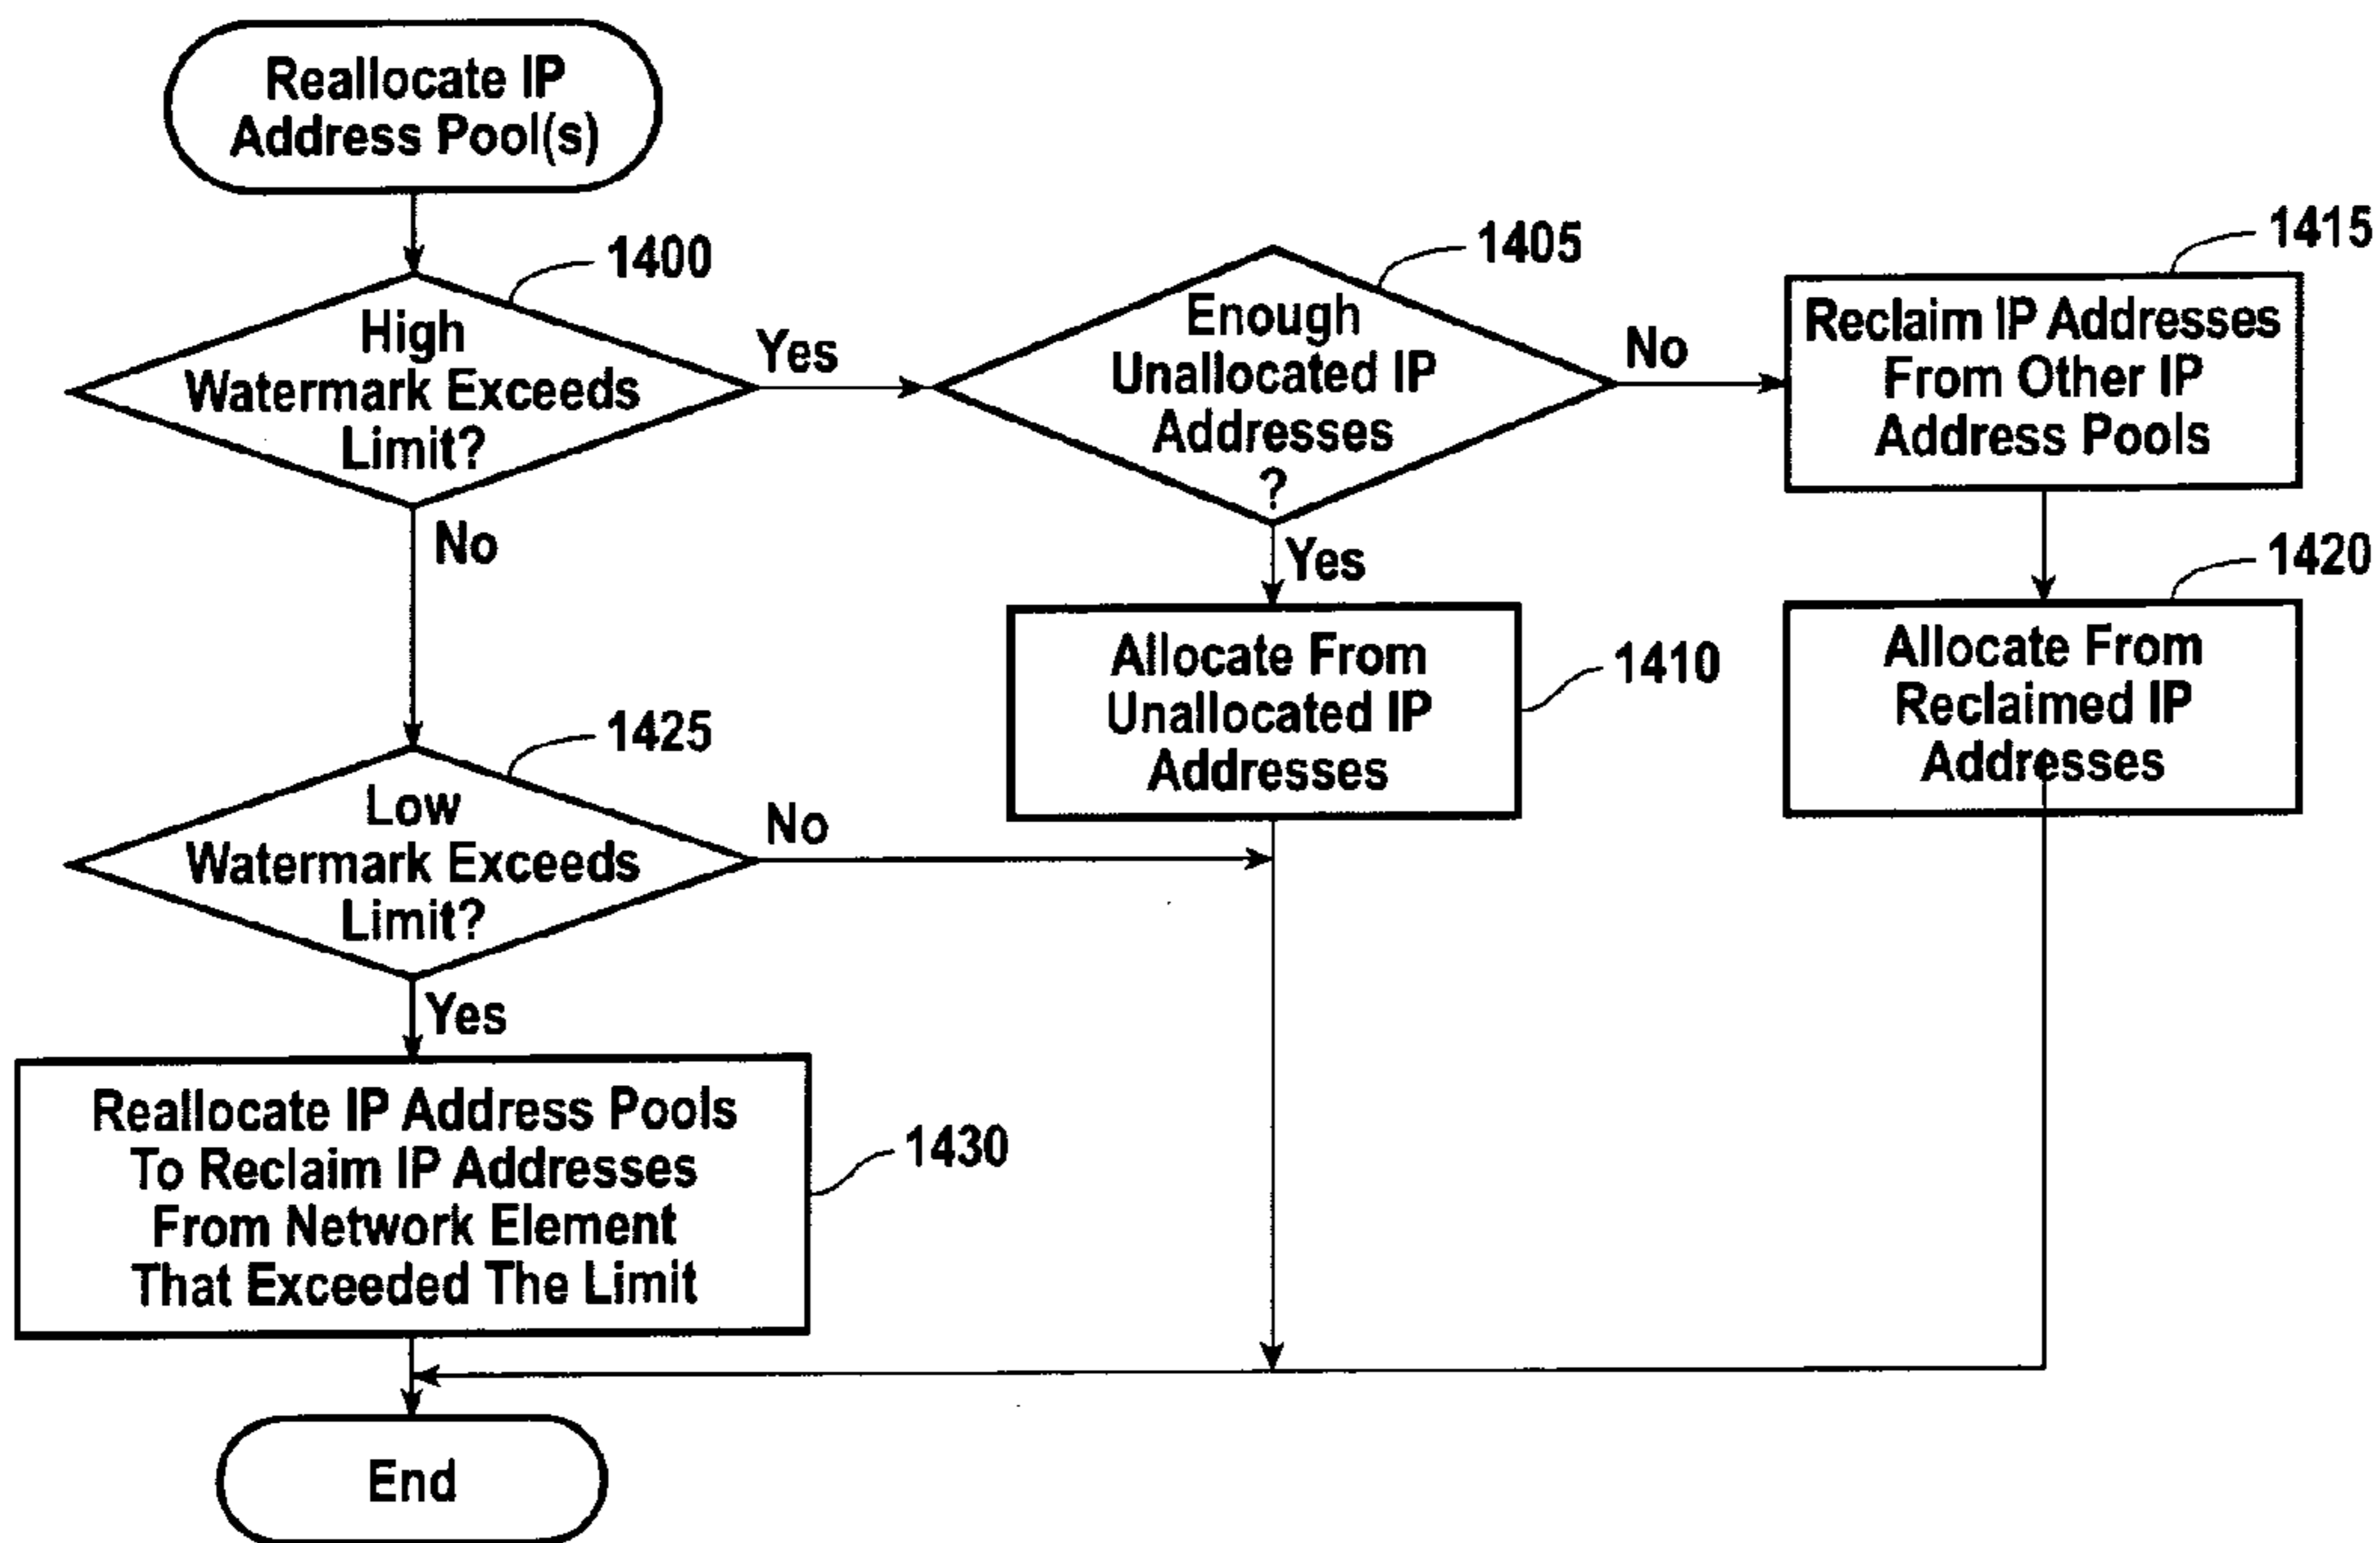 Reallocate IP
Address Pool(s)
1400
High
Watermark Exceeds
Limit?
Yes
No
1405
Enough
Unallocated IP
Addresses
?
No
Yes
1415
Reclaim IP Addresses
From Other IP
Address Pools
1420
Allocate From
Reclaimed IP
Addresses
1410
Allocate From
Unallocated IP
Addresses
1425
Low
Watermark Exceeds
Limit?
No
Yes
1430
Reallocate IP Address Pools
To Reclaim IP Addresses
From Network Element
That Exceeded The Limit
End